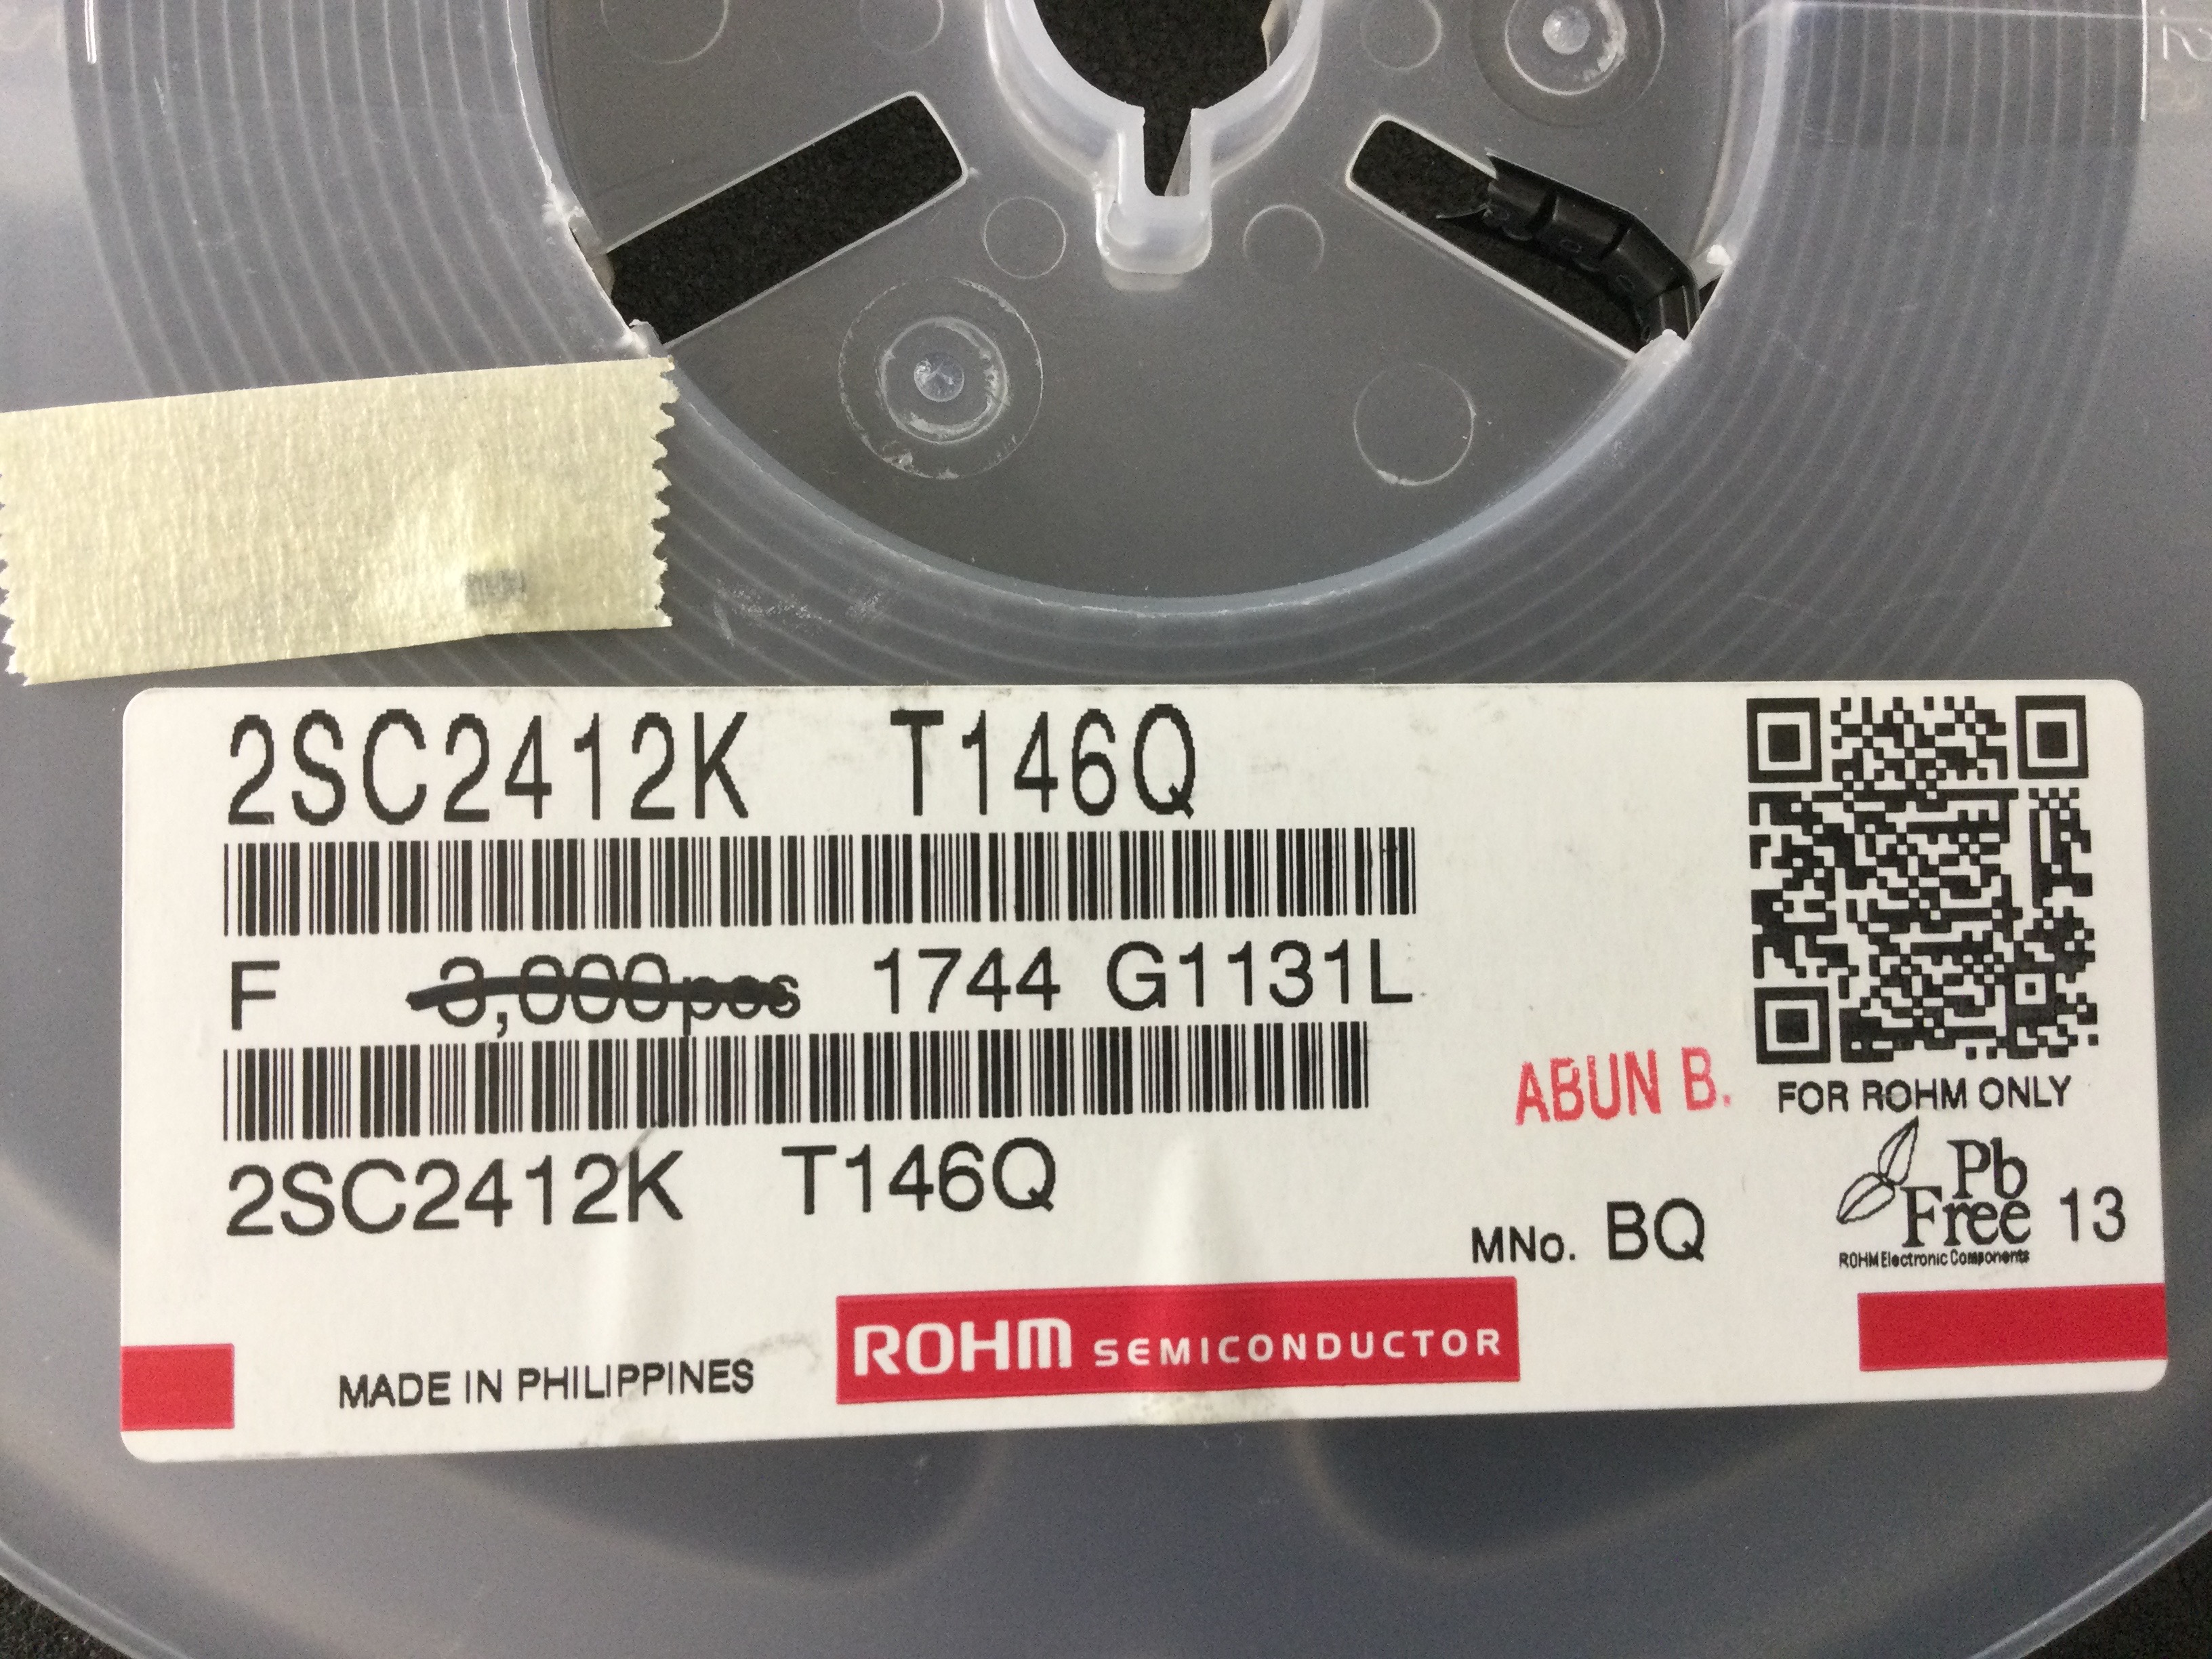 2SC2412K T146Q
F 3,000pcs 1744 G1131L
ABUN B.
FOR ROHM ONLY
2SC2412K T146Q
MNo. BQ
Pb
Free 13
ROHM Electronic Components
MADE IN PHILIPPINES
ROHM SEMICONDUCTOR